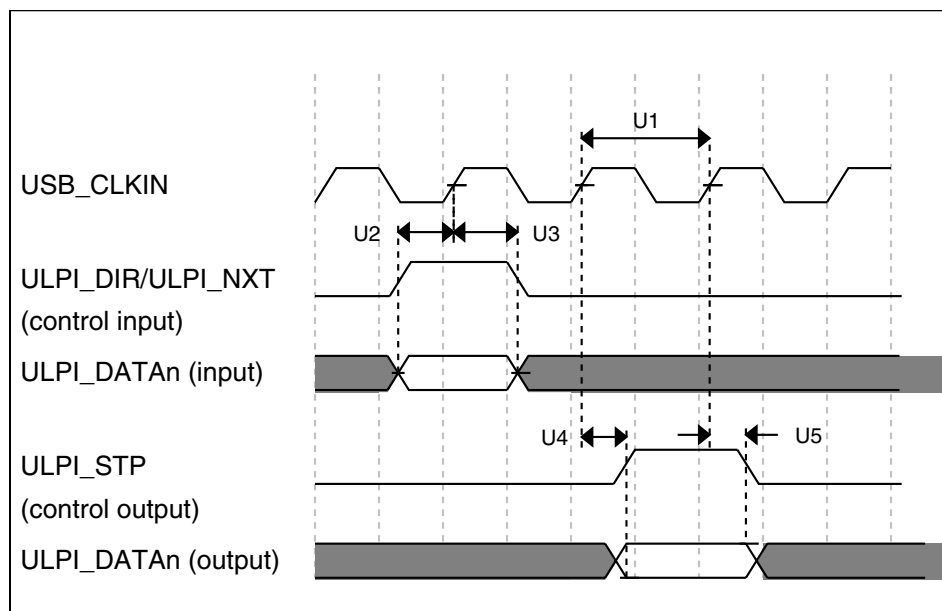 U1
USB_CLKIN
U2
U3
ULPI_DIR/ULPI_NXT
(control input)
ULPI_DATAn (input)
U4
U5
ULPI_STP
(control output)
ULPI_DATAn (output)